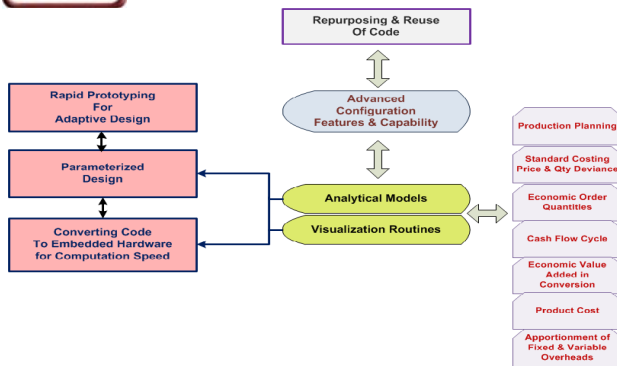 Repurposing & Reuse
Of Code
Advanced
Configuration
Features & Capability
Rapid Prototyping
For
Adaptive Design
Parameterized
Design
Converting Code
To Embedded Hardware
for Computation Speed
Analytical Models
Visualization Routines
Production Planning
Standard Costing
Price & Qty Deviance
Economic Order
Quantities
Cash Flow Cycle
Economic Value
Added in
Conversion
Product Cost
Apportionment of
Fixed & Variable
Overheads